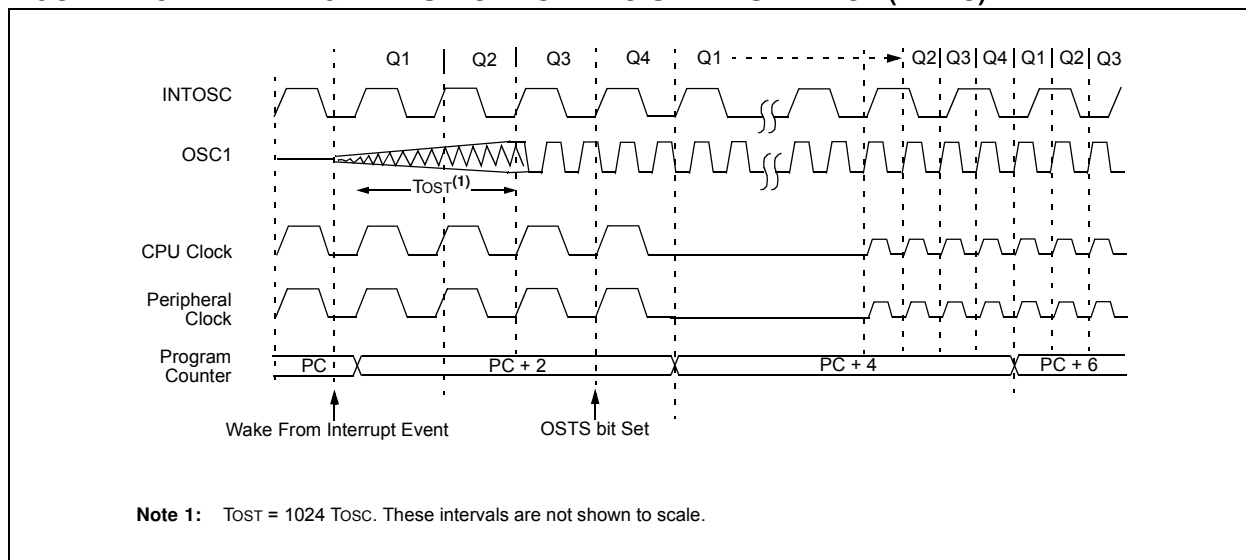 Q1 Q2 Q3 Q4 Q1 Q2 Q3 Q4 Q1 Q2 Q3
INTOSC
OSC1
TOST(1)
CPU Clock
Peripheral
Clock
Program
Counter
PC PC + 2 PC + 4 PC + 6
Wake From Interrupt Event OSTS bit Set
Note 1: TOST = 1024 TOSC. These intervals are not shown to scale.